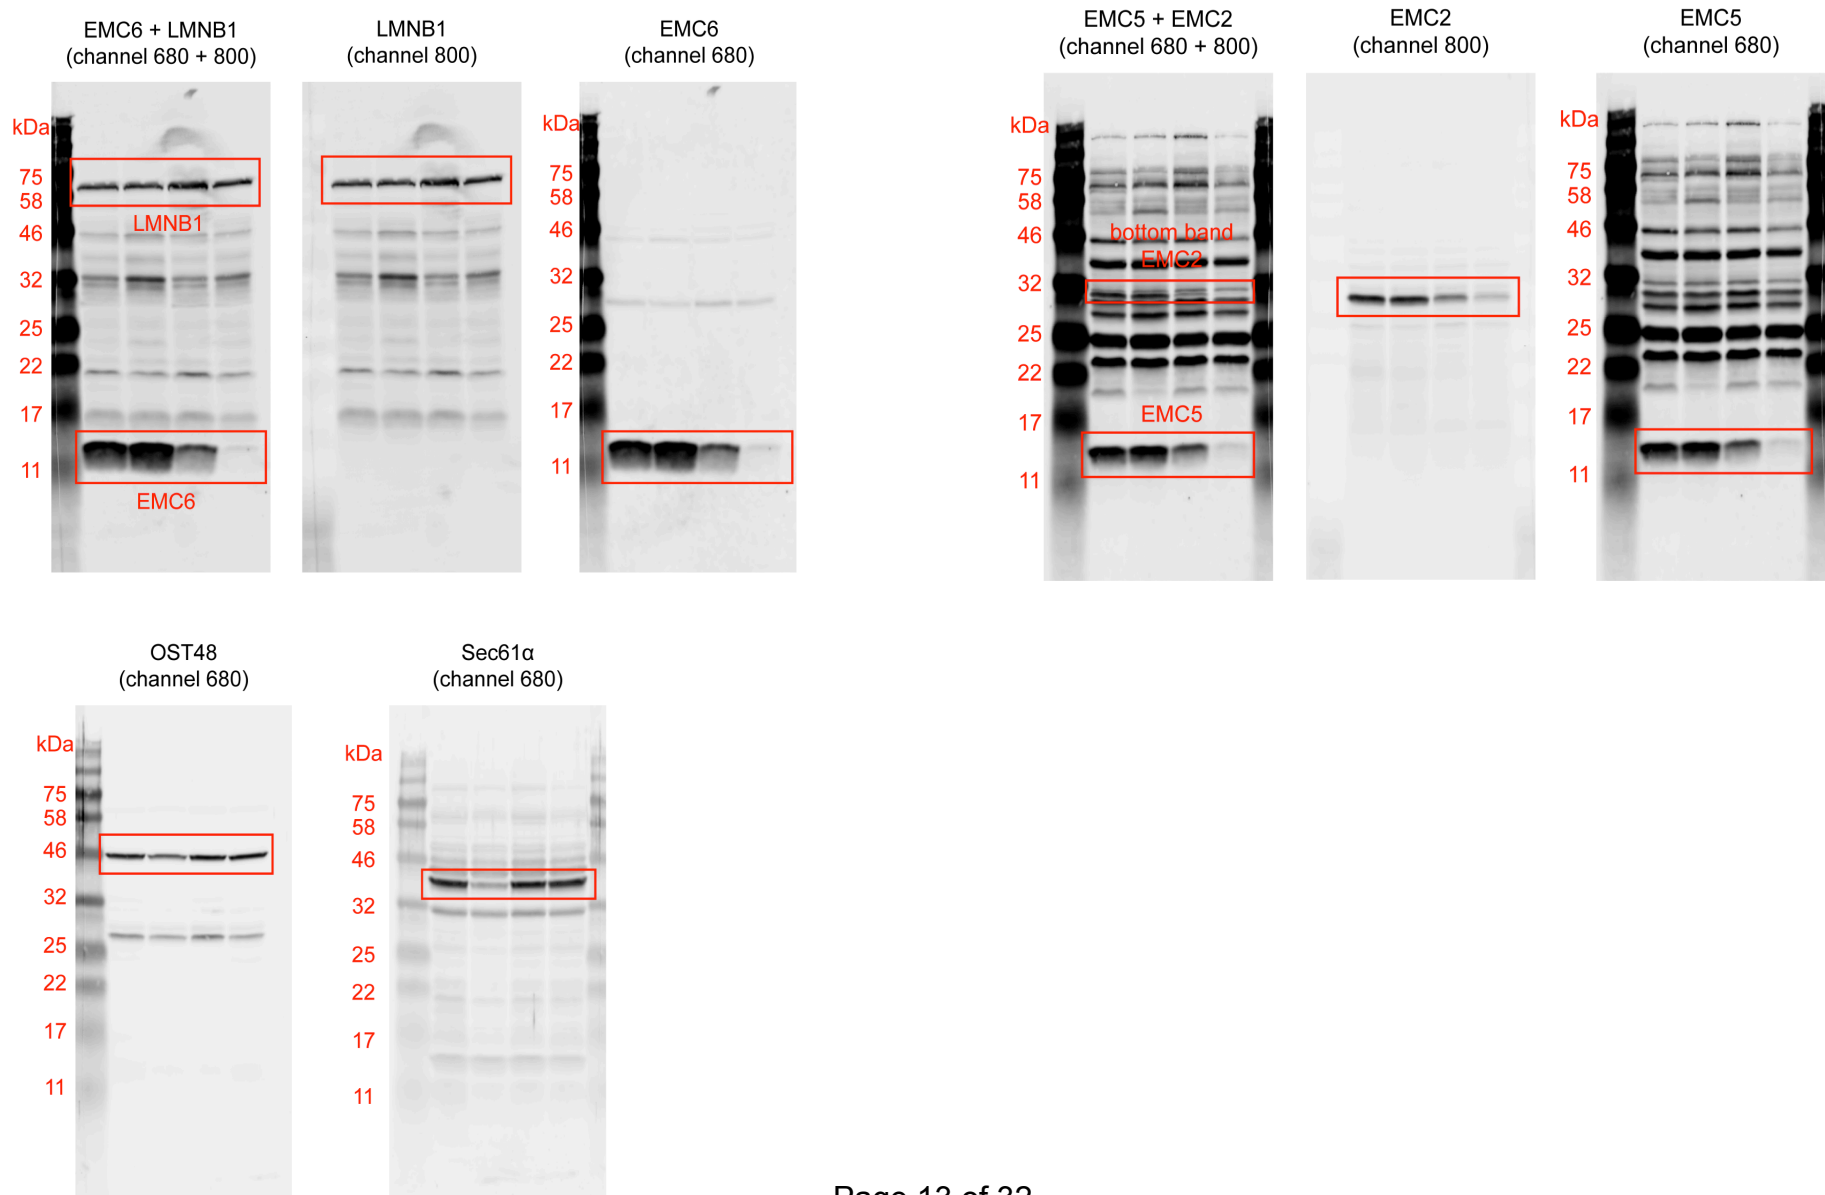 EMC6 + LMNB1
(channel 680 + 800)
LMNB1
(channel 800)
EMC6
(channel 680)
kDa
75
58
46
32
25
22
17
11
LMNB1
EMC6
kDa
75
58
46
32
25
22
17
11
EMC5 + EMC2
(channel 680 + 800)
EMC2
(channel 800)
EMC5
(channel 680)
kDa
75
58
46
32
25
22
17
11
bottom band
EMC2
EMC5
kDa
75
58
46
32
25
22
17
11
OST48
(channel 680)
kDa
75
58
46
32
25
22
17
11
Sec61α
(channel 680)
kDa
75
58
46
32
25
22
17
11
Page 13 of 32